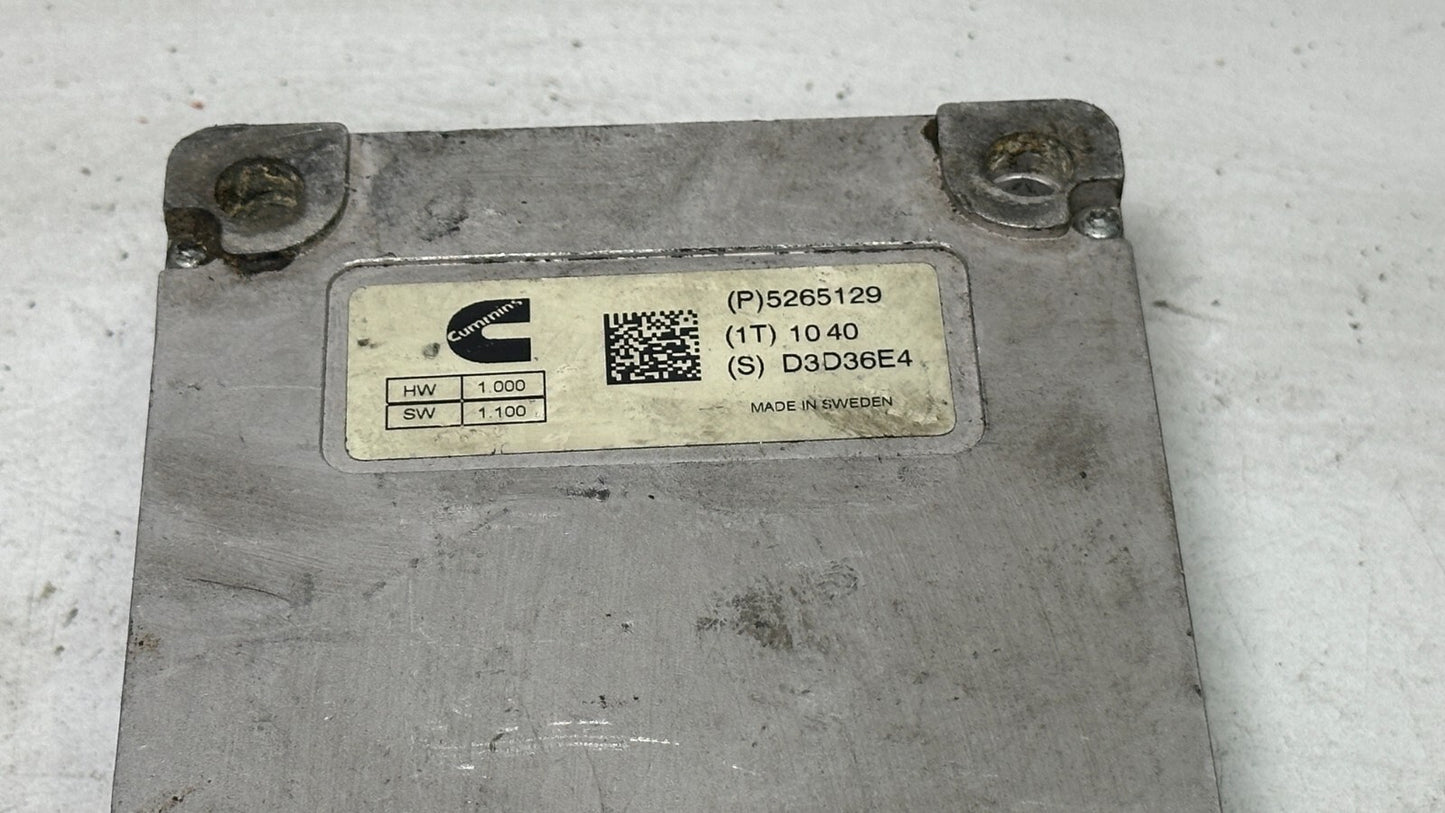 Cummins
HW 1.000
SW 1.100
(P)5265129
(1T) 10 40
(S) D3D36E4
MADE IN SWEDEN